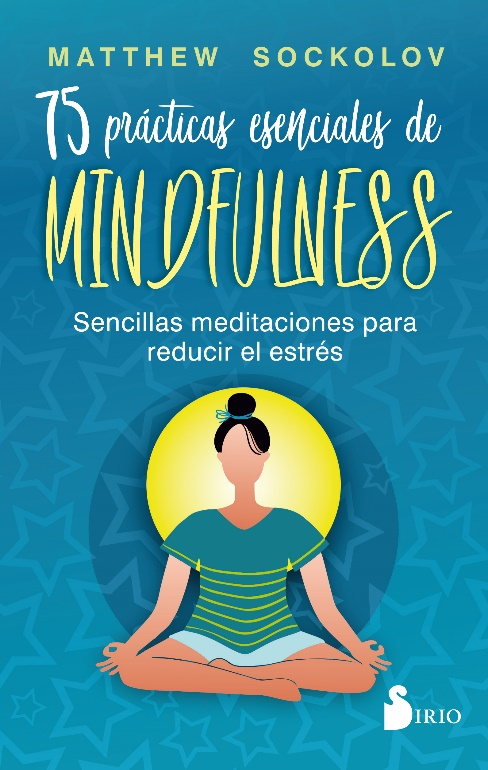 MATTHEW SOCKOLOV
75 prácticas esenciales de
MINDFULNESS
Sencillas meditaciones para
reducir el estrés
SIRIO